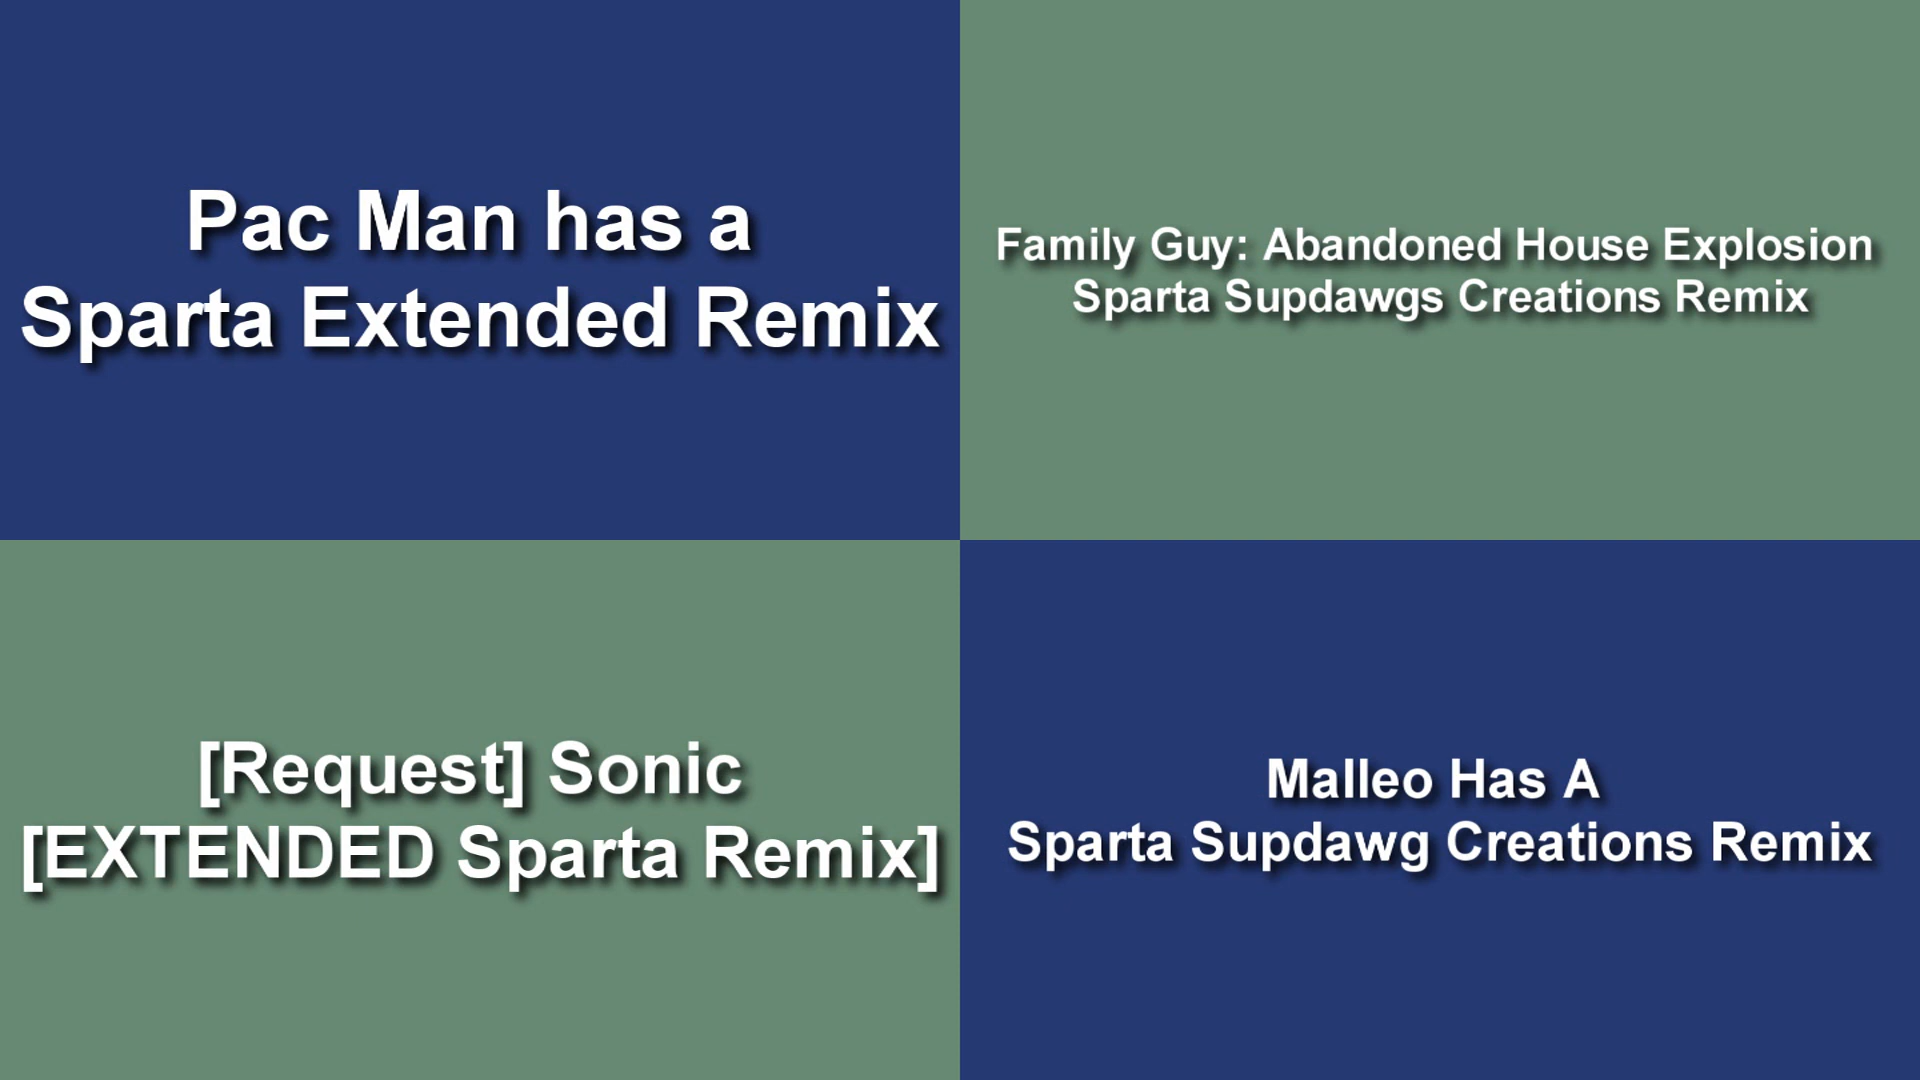 Pac Man has a
Sparta Extended Remix
Family Guy: Abandoned House Explosion
Sparta Supdawgs Creations Remix
[Request] Sonic
[EXTENDED Sparta Remix]
Malleo Has A
Sparta Supdawg Creations Remix